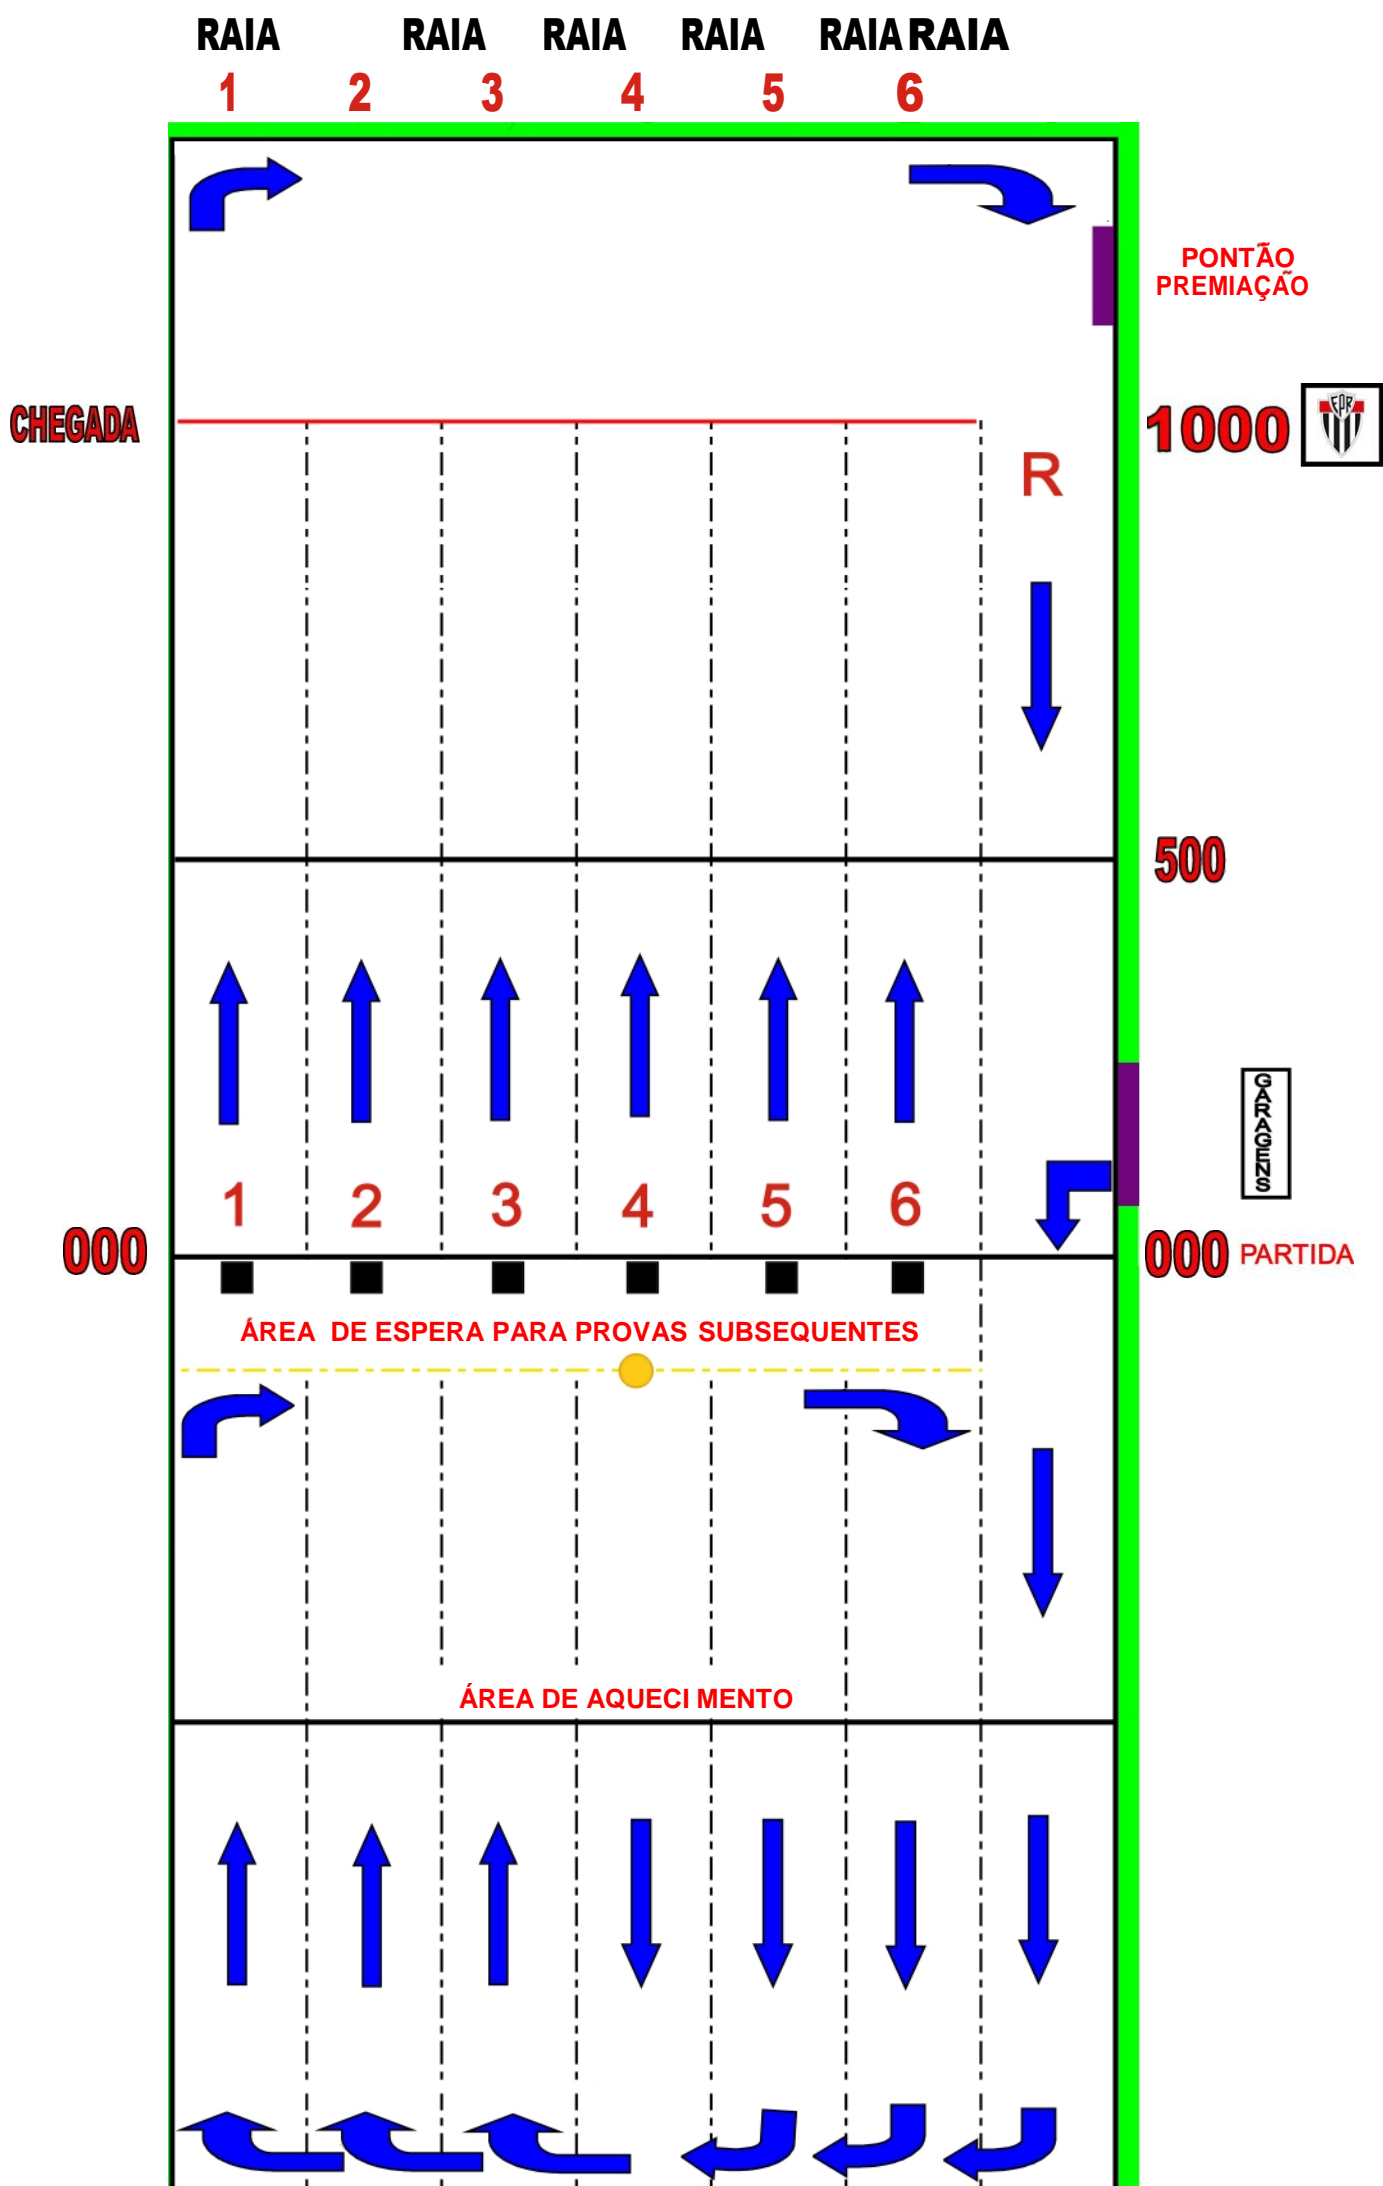 RAIA RAIA RAIA RAIA RAIA RAIA
1 2 3 4 5 6
PONTÃO
PREMIAÇÃO
CHEGADA
1000
FPR
R
500
GARAGENS
1 2 3 4 5 6
000
000 PARTIDA
ÁREA DE ESPERA PARA PROVAS SUBSEQUENTES
ÁREA DE AQUECI MENTO